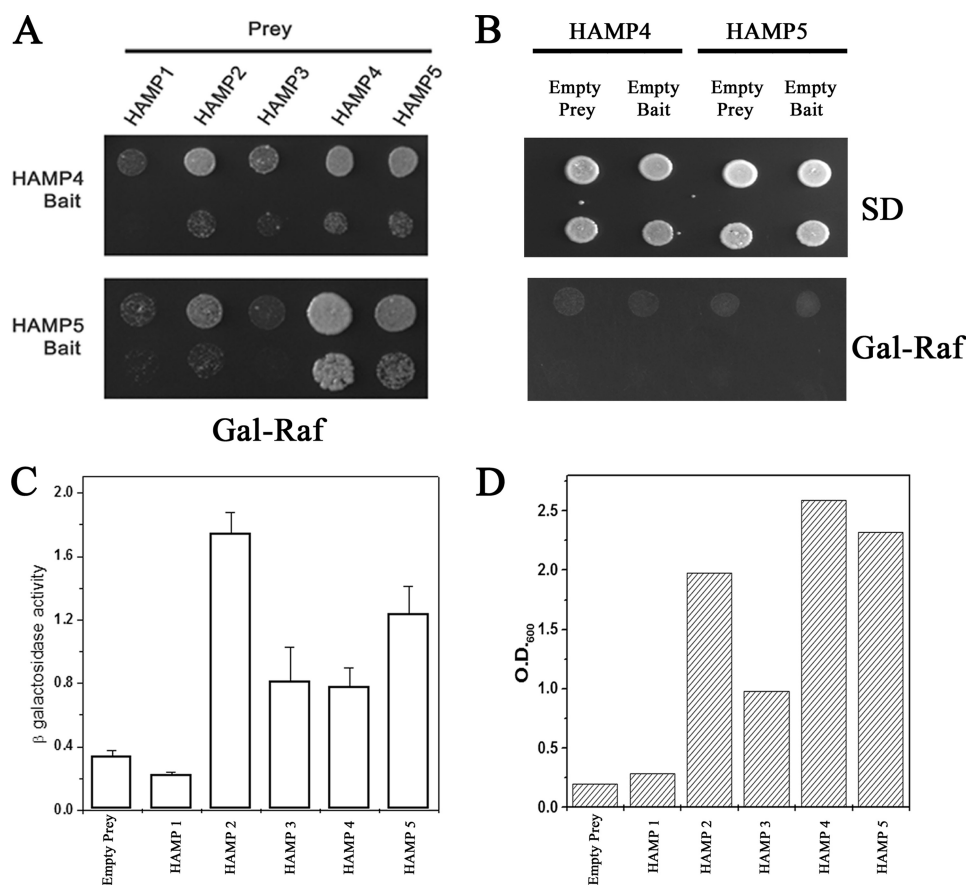 A
Prey
HAMP1
HAMP2
HAMP3
HAMP4
HAMP5
HAMP4
Bait
HAMP5
Bait
Gal-Raf
B
HAMP4
HAMP5
Empty
Prey
Empty
Bait
Empty
Prey
Empty
Bait
SD
Gal-Raf
C
β galactosidase activity
2.0
1.6
1.2
0.8
0.4
0.0
Empty Prey
HAMP 1
HAMP 2
HAMP 3
HAMP 4
HAMP 5
D
O.D.600
2.5
2.0
1.5
1.0
0.5
0.0
Empty Prey
HAMP 1
HAMP 2
HAMP 3
HAMP 4
HAMP 5